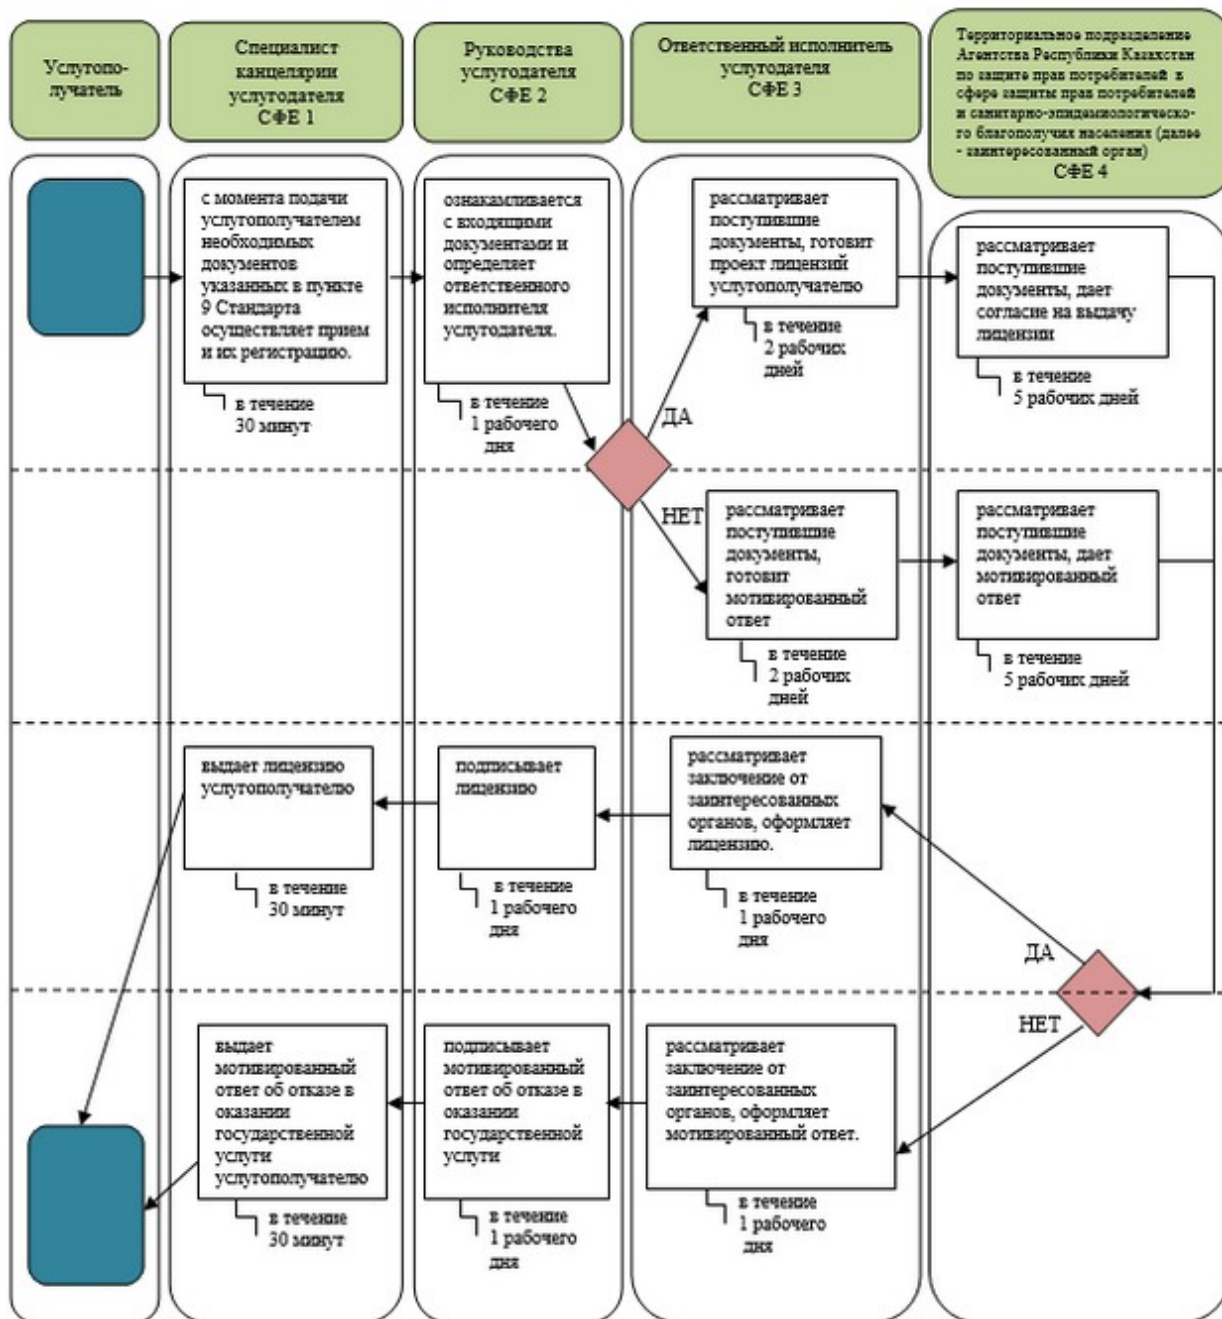 Услугопо-
лучатель
Специалист
канцелярии
услугодателя
СФЕ 1
Руководства
услугодателя
СФЕ 2
Ответственный исполнитель
услугодателя
СФЕ 3
Территориальное подразделение
Агентства Республики Казахстан
по защите прав потребителей в
сфере защиты прав потребителей
и санитарно-эпидемиологическо-
го благополучия населения (далее
- заинтересованный орган)
СФЕ 4
с момента подачи
услугополучателем
необходимых
документов
указанных в пункте
9 Стандарта
осуществляет прием
и их регистрацию.
в течение
30 минут
ознакамливается
с входящими
документами и
определяет
ответственного
исполнителя
услугодателя.
в течение
1 рабочего
дня
рассматривает
поступившие
документы, готовит
проект лицензий
услугополучателю
в течение
2 рабочих
дней
рассматривает
поступившие
документы, дает
согласие на выдачу
лицензии
в течение
5 рабочих дней
ДА
НЕТ
рассматривает
поступившие
документы,
готовит
мотивированный
ответ
в течение
2 рабочих
дней
рассматривает
поступившие
документы, дает
мотивированный
ответ
в течение
5 рабочих дней
выдает лицензию
услугополучателю
в течение
30 минут
подписывает
лицензию
в течение
1 рабочего
дня
рассматривает
заключение от
заинтересованных
органов, оформляет
лицензию.
в течение
1 рабочего
дня
ДА
НЕТ
выдает
мотивированный
ответ об отказе в
оказании
государственной
услуги
услугополучателю
в течение
30 минут
подписывает
мотивированный
ответ об отказе в
оказании
государственной
услуги
в течение
1 рабочего
дня
рассматривает
заключение от
заинтересованных
органов, оформляет
мотивированный ответ.
в течение
1 рабочего
дня